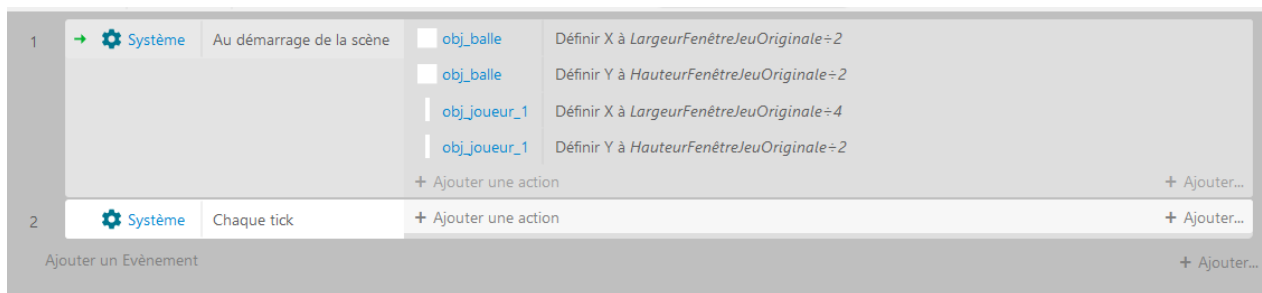 1 → Système Au démarrage de la scène obj_balle Définir X à LargeurFenêtreJeuOriginale÷2
obj_balle Définir Y à HauteurFenêtreJeuOriginale÷2
obj_joueur_1 Définir X à LargeurFenêtreJeuOriginale÷4
obj_joueur_1 Définir Y à HauteurFenêtreJeuOriginale÷2
+ Ajouter une action + Ajouter...
2 Système Chaque tick + Ajouter une action + Ajouter...
Ajouter un Evènement + Ajouter...